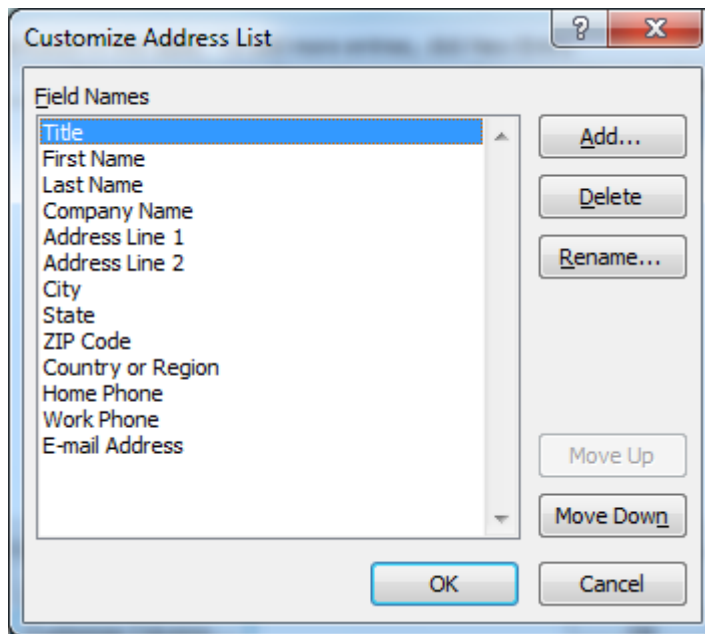 Customize Address List
?
Field Names
Title
First Name
Last Name
Company Name
Address Line 1
Address Line 2
City
State
ZIP Code
Country or Region
Home Phone
Work Phone
E-mail Address
Add...
Delete
Rename...
Move Up
Move Down
OK
Cancel